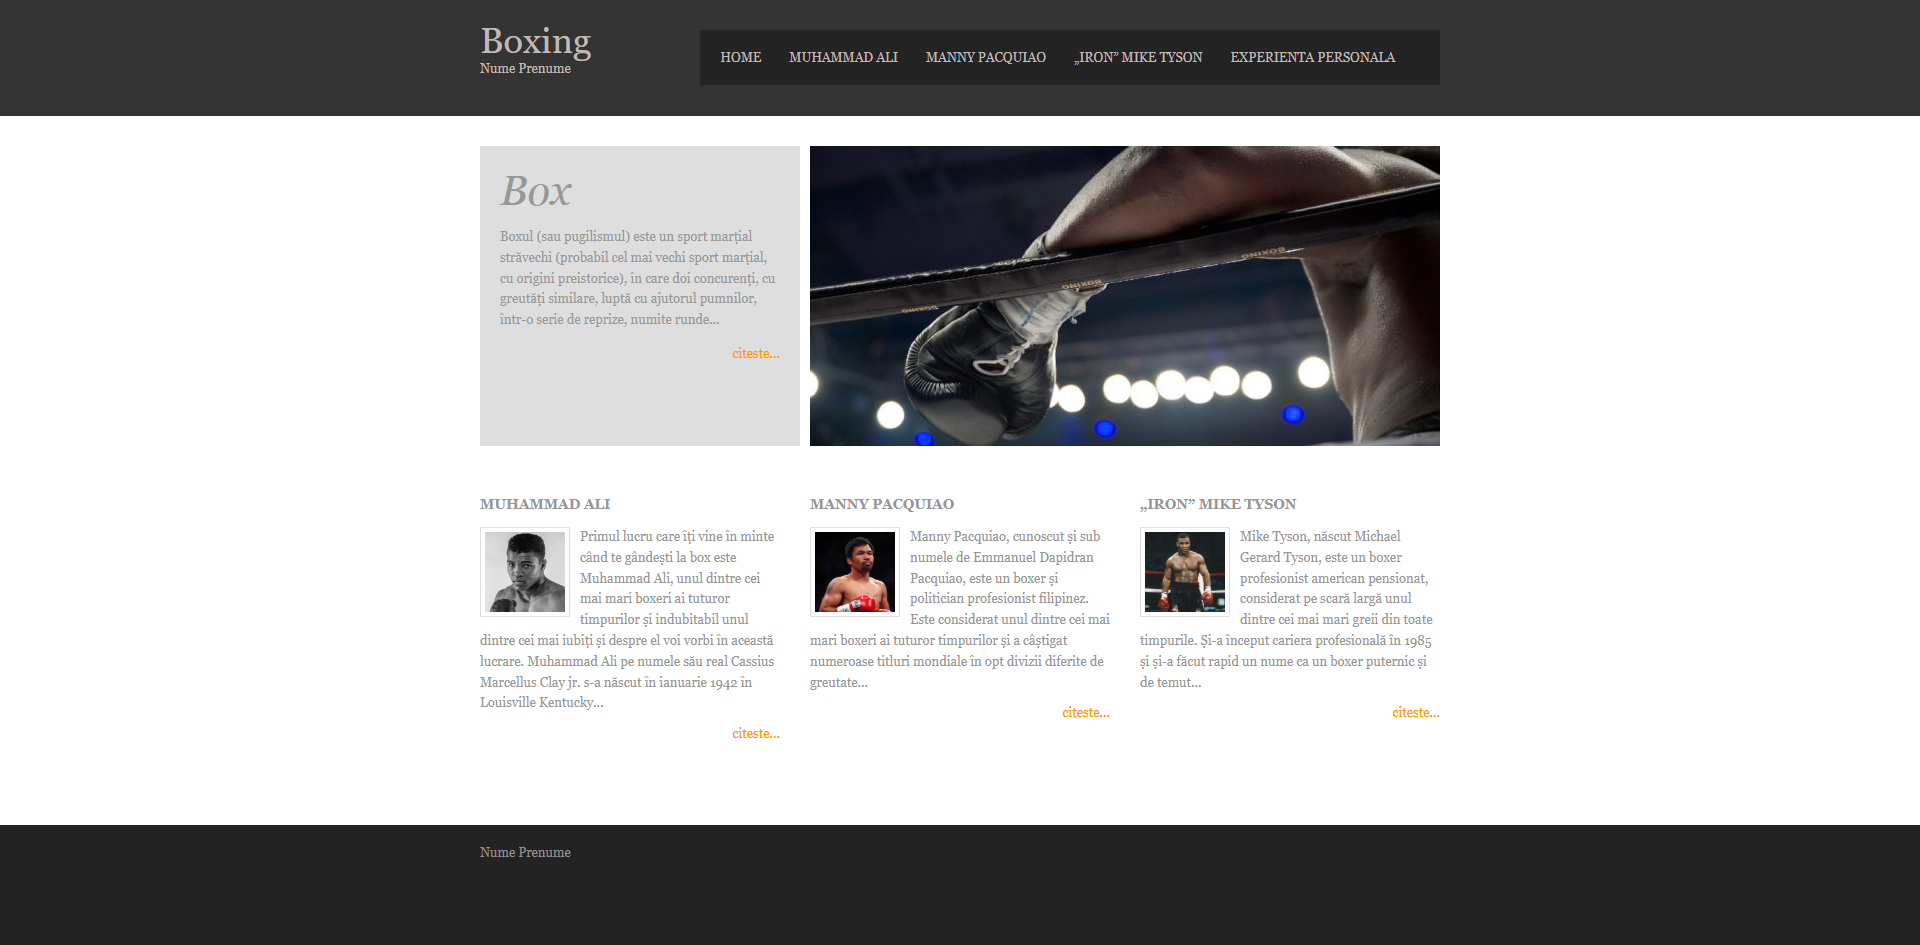 Boxing
Nume Prenume
HOME MUHAMMAD ALI MANNY PACQUIAO „IRON” MIKE TYSON EXPERIENTA PERSONALA
Box
Boxul (sau pugilismul) este un sport marțial
străvechi (probabil cel mai vechi sport marțial,
cu origini preistorice), în care doi concurenți, cu
greutăți similare, luptă cu ajutorul pumnilor,
într-o serie de reprize, numite runde...
citeste...
BOXING
BOXING
BOXING
BOXING
MUHAMMAD ALI
Primul lucru care îți vine în minte
când te gândești la box este
Muhammad Ali, unul dintre cei
mai mari boxeri ai tuturor
timpurilor și indubitabil unul
dintre cei mai iubiți și despre el voi vorbi în această
lucrare. Muhammad Ali pe numele său real Cassius
Marcellus Clay jr. s-a născut în ianuarie 1942 în
Louisville Kentucky...
citeste...
MANNY PACQUIAO
Manny Pacquiao, cunoscut și sub
numele de Emmanuel Dapidran
Pacquiao, este un boxer și
politician profesionist filipinez.
Este considerat unul dintre cei mai
mari boxeri ai tuturor timpurilor și a câștigat
numeroase titluri mondiale în opt divizii diferite de
greutate...
citeste...
„IRON” MIKE TYSON
Mike Tyson, născut Michael
Gerard Tyson, este un boxer
profesionist american pensionat,
considerat pe scară largă unul
dintre cei mai mari greii din toate
timpurile. Și-a început cariera profesională în 1985
și și-a făcut rapid un nume ca un boxer puternic și
de temut...
citeste...
Nume Prenume